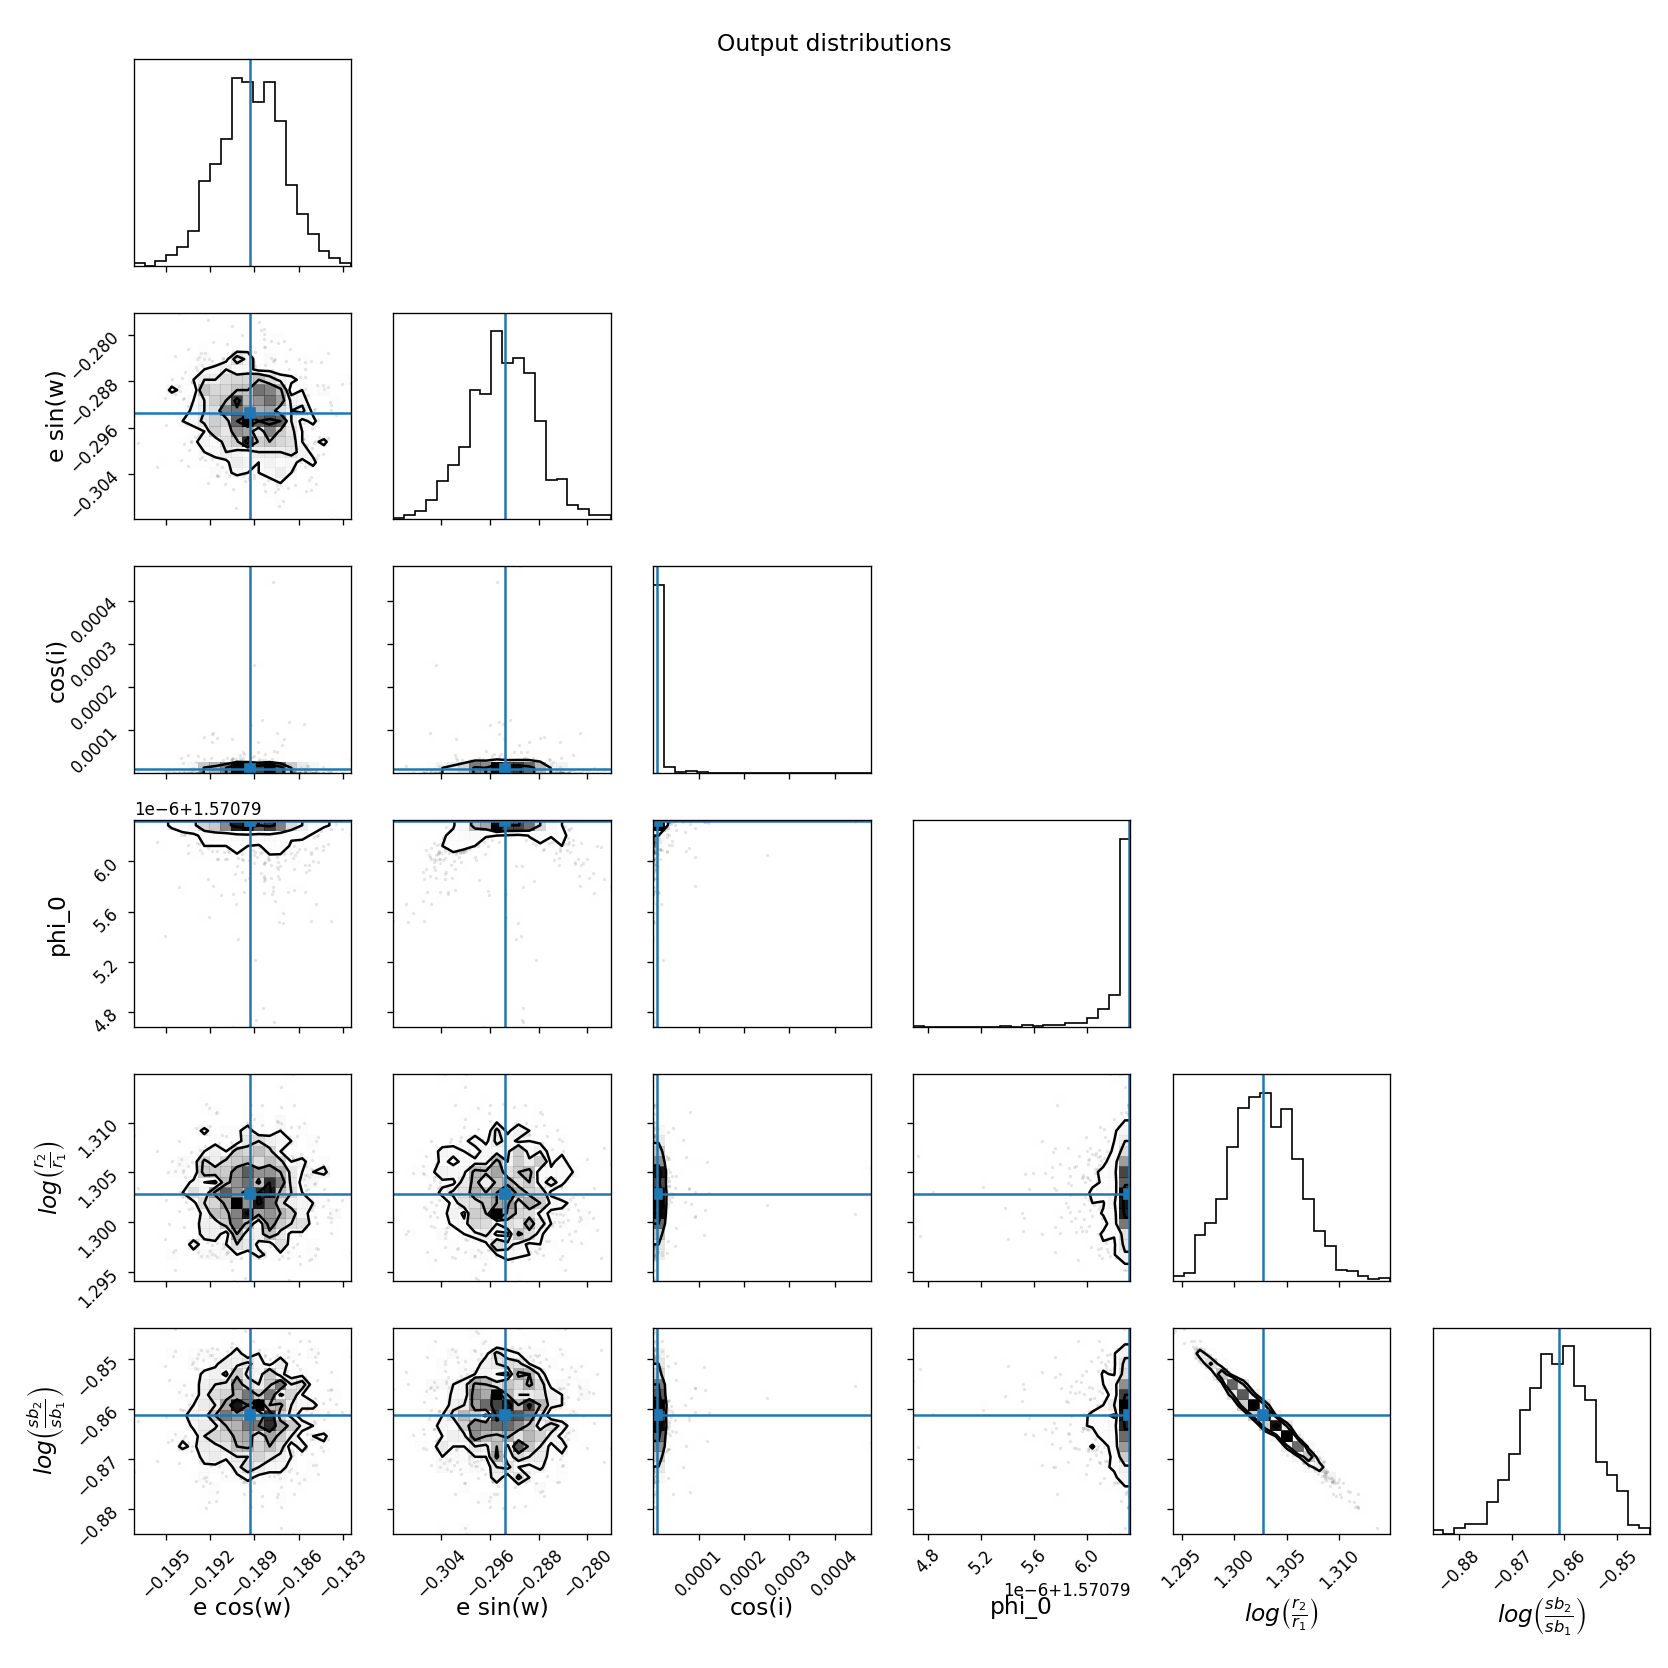 Output distributions
e sin(w)
−0.280
−0.288
−0.296
−0.304
cos(i)
0.0004
0.0003
0.0002
0.0001
1e−6+1.57079
phi_0
6.0
5.6
5.2
4.8
log(r₂/r₁)
1.310
1.305
1.300
1.295
log(sb₂/sb₁)
−0.85
−0.86
−0.87
−0.88
−0.195 −0.192 −0.189 −0.186 −0.183
−0.304 −0.296 −0.288 −0.280
0.0001 0.0002 0.0003 0.0004
4.8 5.2 5.6 6.0
1e−6+1.57079
1.295 1.300 1.305 1.310
−0.88 −0.87 −0.86 −0.85
e cos(w) e sin(w) cos(i) phi_0 log(r₂/r₁) log(sb₂/sb₁)